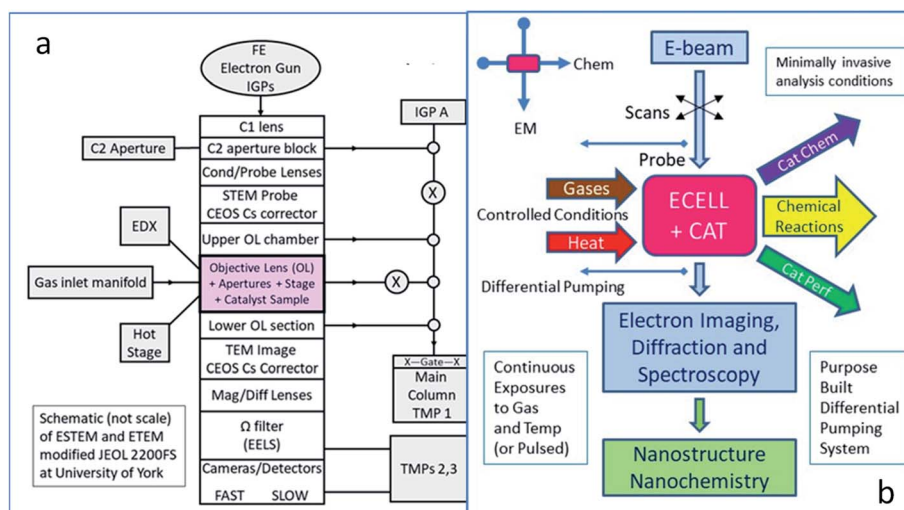 a
FE
Electron Gun
IGPs
C1 lens
C2 aperture block
Cond/Probe Lenses
STEM Probe
CEOS Cs corrector
Upper OL chamber
Objective Lens (OL)
+ Apertures + Stage
+ Catalyst Sample
Lower OL section
TEM Image
CEOS Cs Corrector
Mag/Diff Lenses
Ω filter
(EELS)
Cameras/Detectors
FAST SLOW
C2 Aperture
EDX
Gas inlet manifold
Hot
Stage
Schematic (not scale)
of ESTEM and ETEM
modified JEOL 2200FS
at University of York
IGP A
X
X
X—Gate—X
Main
Column
TMP 1
TMPs 2,3
Chem
EM
E-beam
Minimally invasive
analysis conditions
Scans
Probe
Gases
Controlled Conditions
Heat
Differential Pumping
ECELL
+ CAT
Cat Chem
Chemical
Reactions
Cat Perf
Electron Imaging,
Diffraction and
Spectroscopy
Continuous
Exposures
to Gas
and Temp
(or Pulsed)
Purpose
Built
Differential
Pumping
System
Nanostructure
Nanochemistry
b